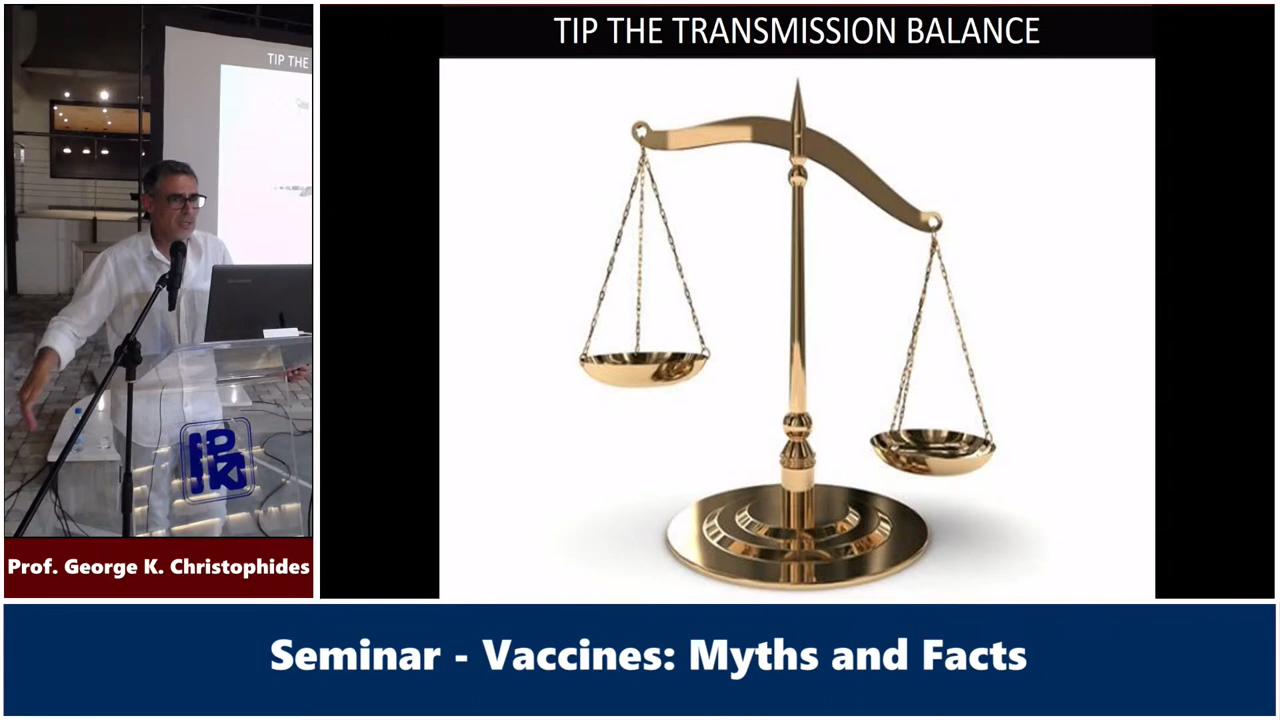 TIP THE
TIP THE TRANSMISSION BALANCE
Prof. George K. Christophides
Seminar - Vaccines: Myths and Facts